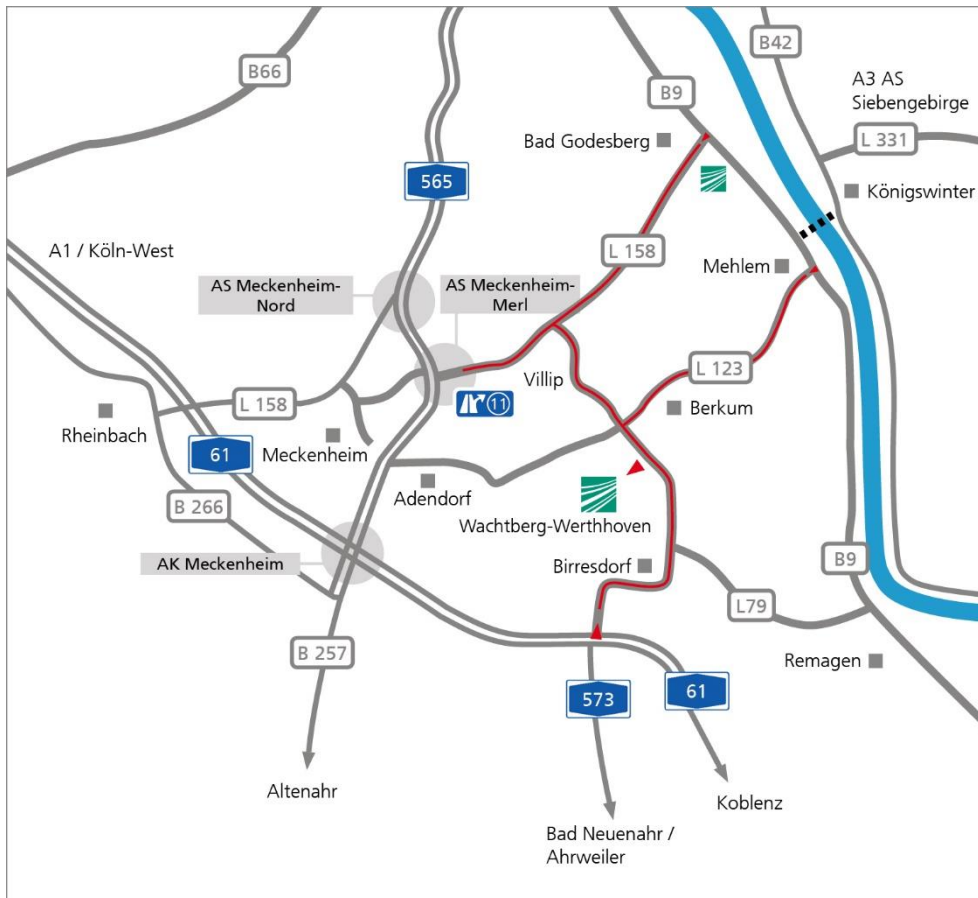 B42
B66
A3 AS
Siebengebirge
B9
Bad Godesberg
L 331
565
Königswinter
A1 / Köln-West
L 158
Mehlem
AS Meckenheim-
Nord
AS Meckenheim-
Merl
L 123
Villip
11
L 158
Berkum
Rheinbach
61
Meckenheim
Adendorf
B 266
Wachtberg-Werthhoven
AK Meckenheim
Birresdorf
B9
L79
B 257
Remagen
573
61
Altenahr
Koblenz
Bad Neuenahr /
Ahrweiler